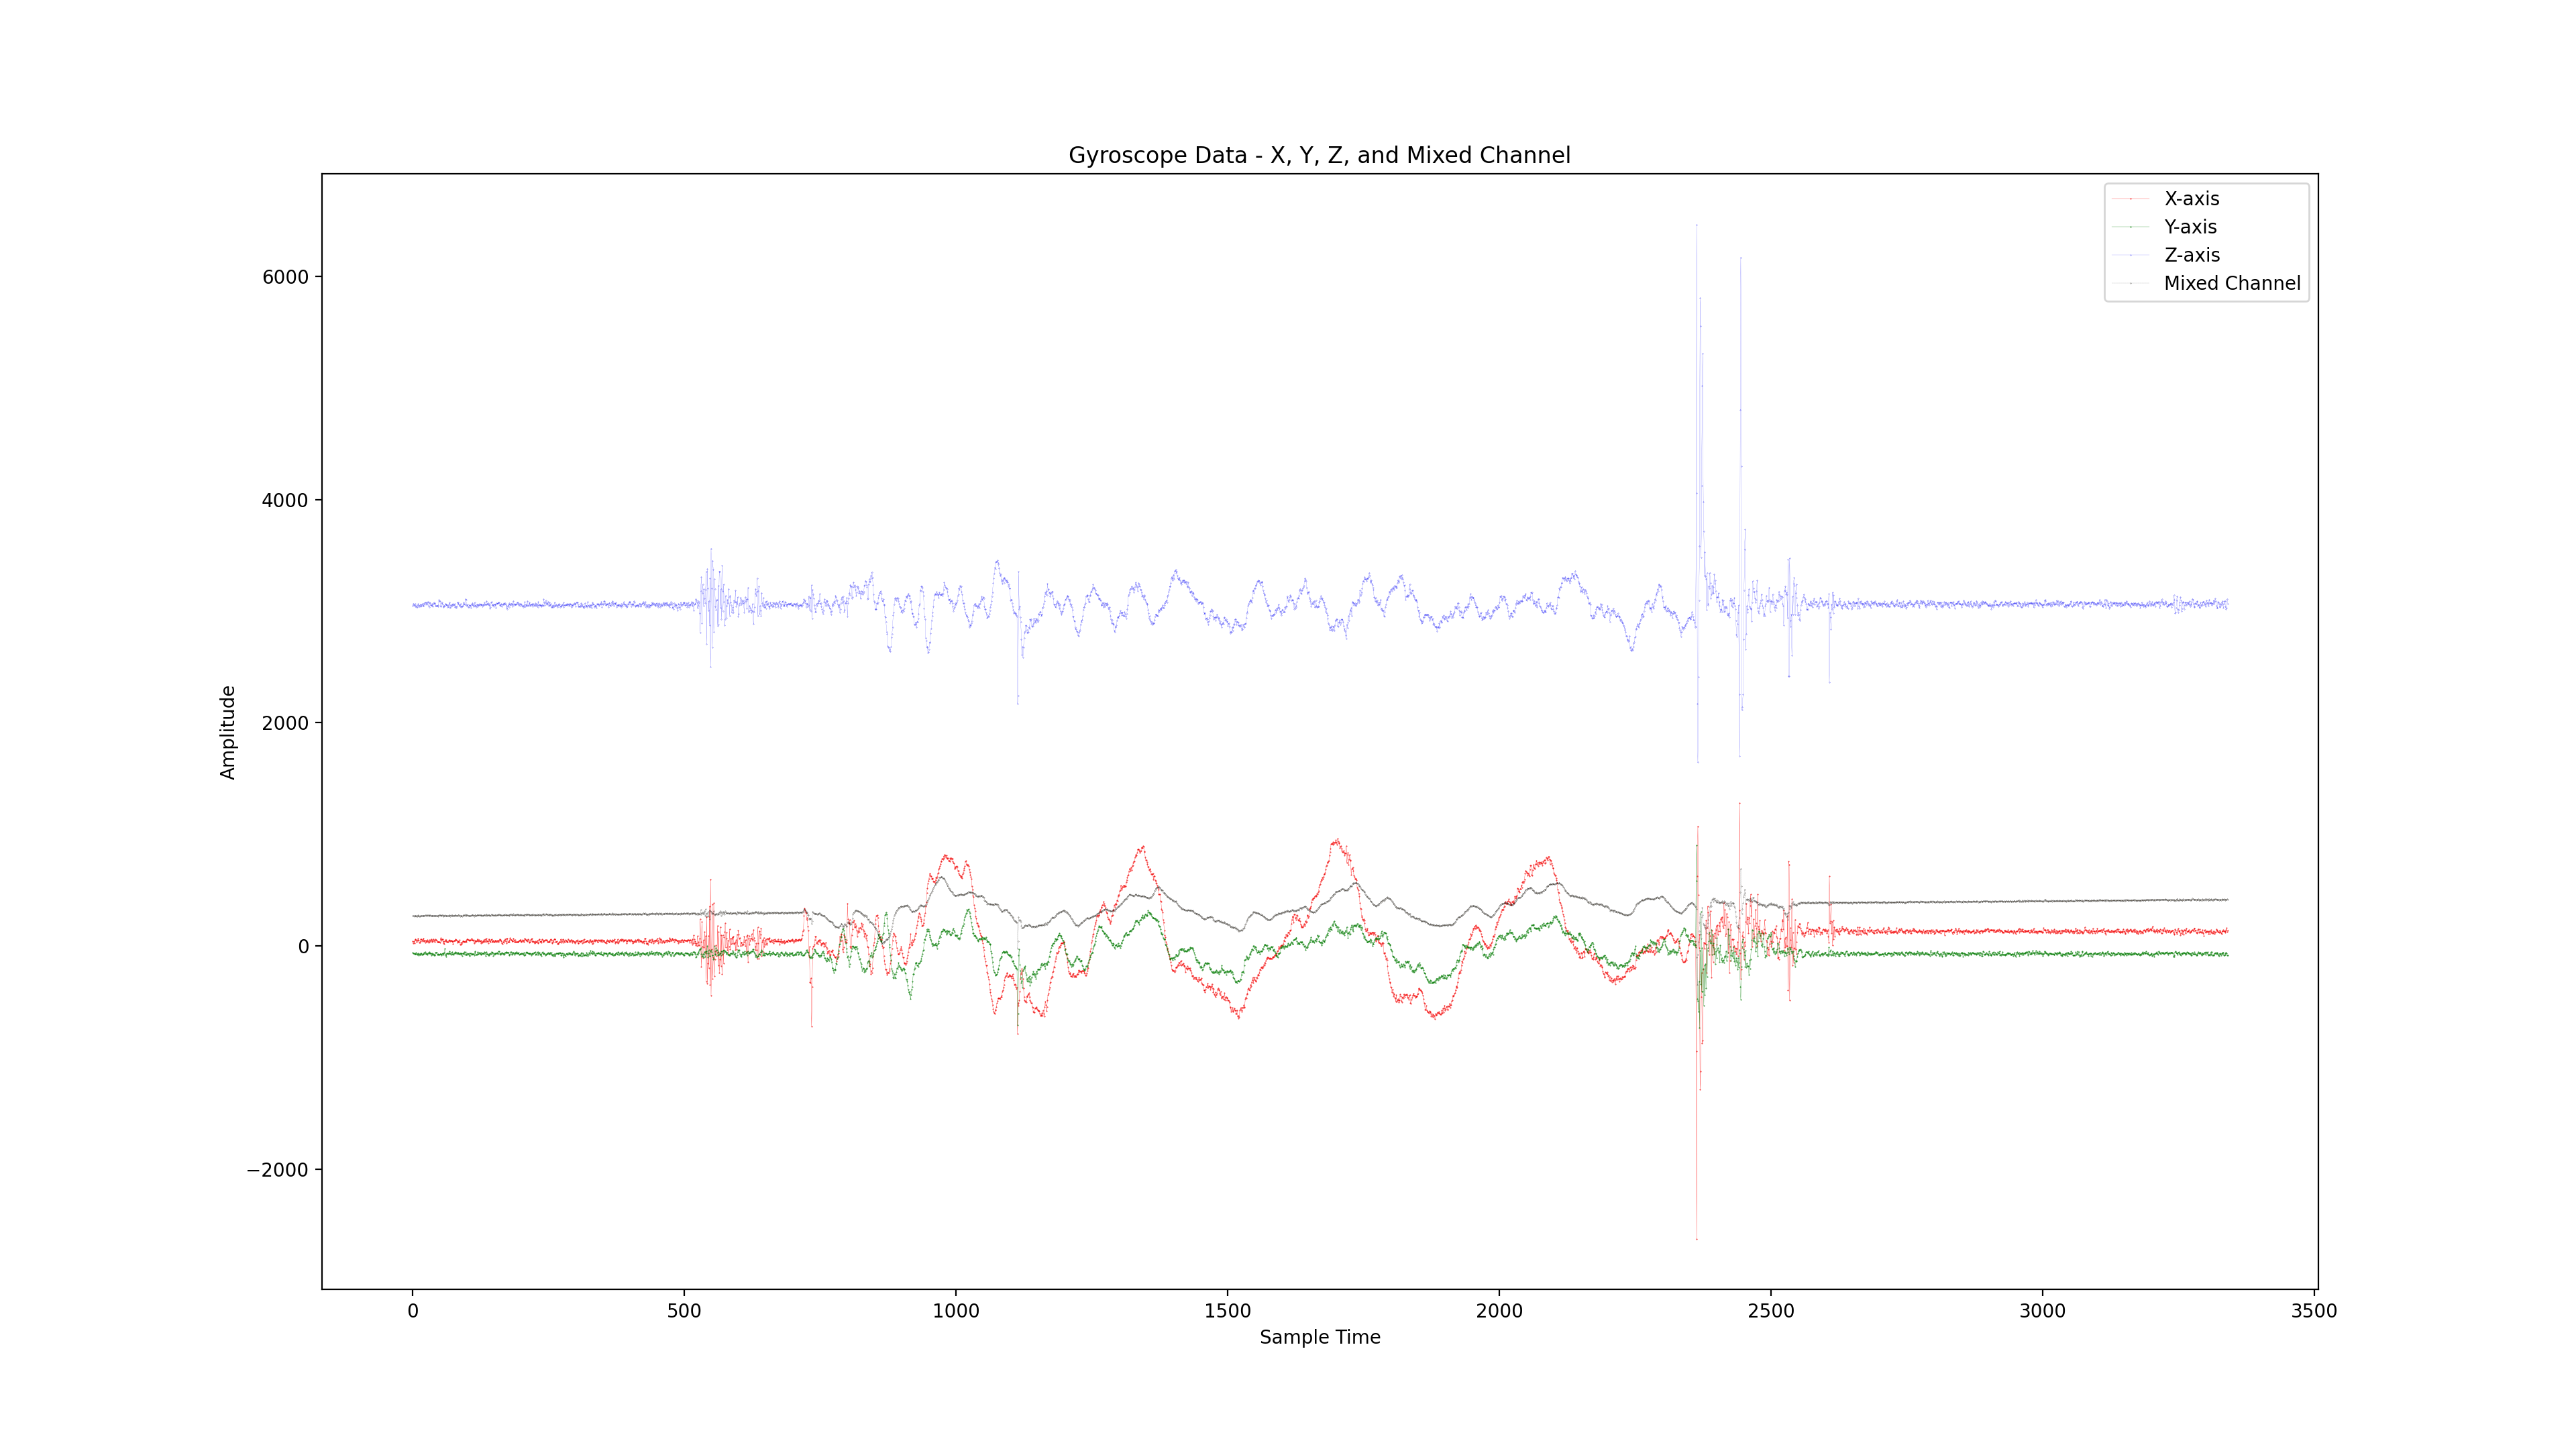 Gyroscope Data - X, Y, Z, and Mixed Channel
X-axis
Y-axis
Z-axis
Mixed Channel
6000
4000
2000
0
−2000
Amplitude
0 500 1000 1500 2000 2500 3000 3500
Sample Time